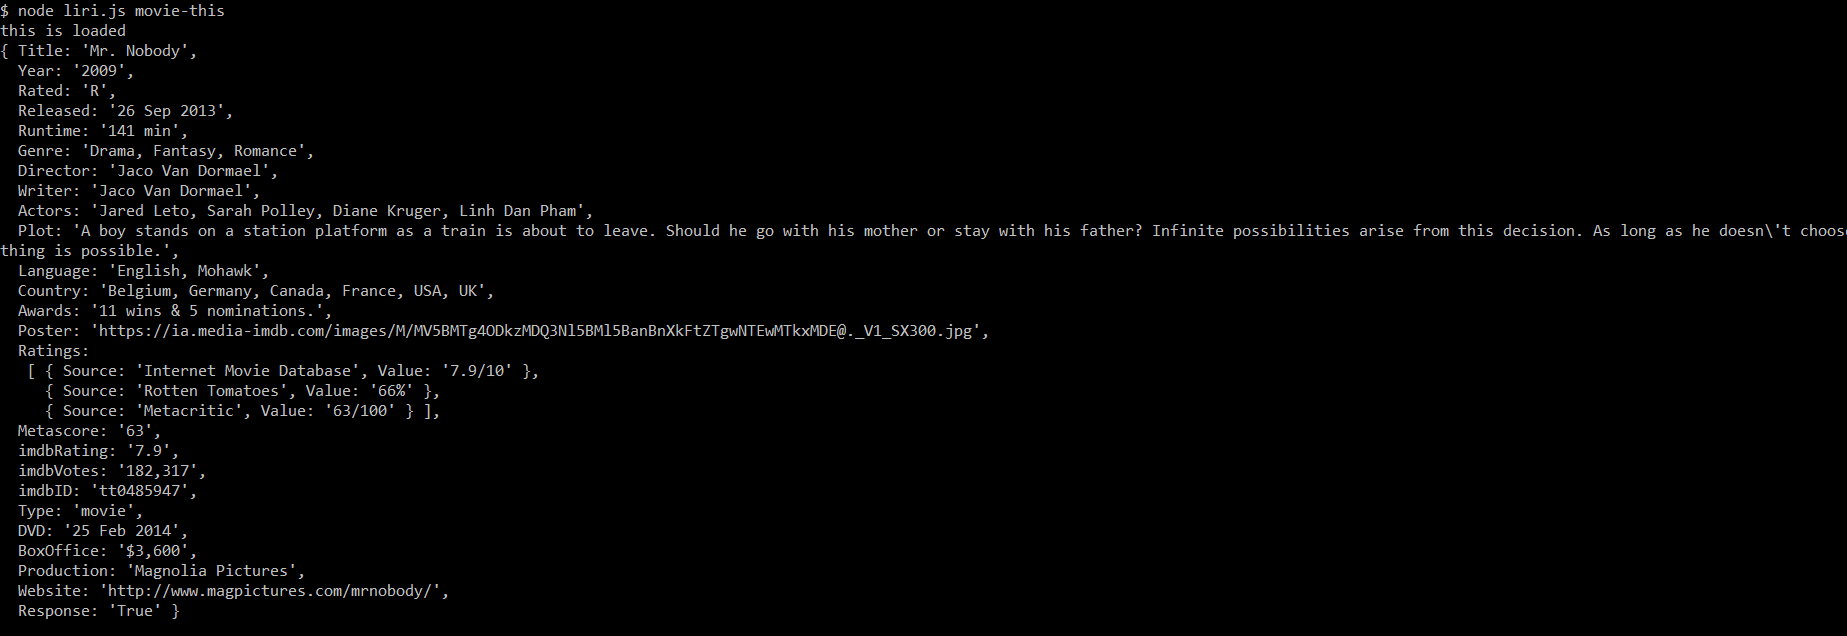 $ node liri.js movie-this
this is loaded
{ Title: 'Mr. Nobody',
  Year: '2009',
  Rated: 'R',
  Released: '26 Sep 2013',
  Runtime: '141 min',
  Genre: 'Drama, Fantasy, Romance',
  Director: 'Jaco Van Dormael',
  Writer: 'Jaco Van Dormael',
  Actors: 'Jared Leto, Sarah Polley, Diane Kruger, Linh Dan Pham',
  Plot: 'A boy stands on a station platform as a train is about to leave. Should he go with his mother or stay with his father? Infinite possibilities arise from this decision. As long as he doesn\'t choos
thing is possible.',
  Language: 'English, Mohawk',
  Country: 'Belgium, Germany, Canada, France, USA, UK',
  Awards: '11 wins & 5 nominations.',
  Poster: 'https://ia.media-imdb.com/images/M/MV5BMTg4ODkzMDQ3Nl5BMl5BanBnXkFtZTgwNTEwMTkxMDE@._V1_SX300.jpg',
  Ratings:
   [ { Source: 'Internet Movie Database', Value: '7.9/10' },
     { Source: 'Rotten Tomatoes', Value: '66%' },
     { Source: 'Metacritic', Value: '63/100' } ],
  Metascore: '63',
  imdbRating: '7.9',
  imdbVotes: '182,317',
  imdbID: 'tt0485947',
  Type: 'movie',
  DVD: '25 Feb 2014',
  BoxOffice: '$3,600',
  Production: 'Magnolia Pictures',
  Website: 'http://www.magpictures.com/mrnobody/',
  Response: 'True' }